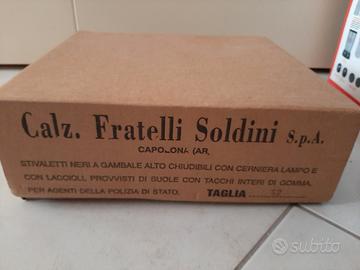 Calz. Fratelli Soldini S.p.A.
CAPOLONA (AR)
STIVALETTI NERI A GAMBALE ALTO CHIUDIBILI CON CERNIERA LAMPO E
CON LACCIOLI, PROVVISTI DI SUOLE CON TACCHI INTERI DI GOMMA,
PER AGENTI DELLA POLIZIA DI STATO. TAGLIA
subito